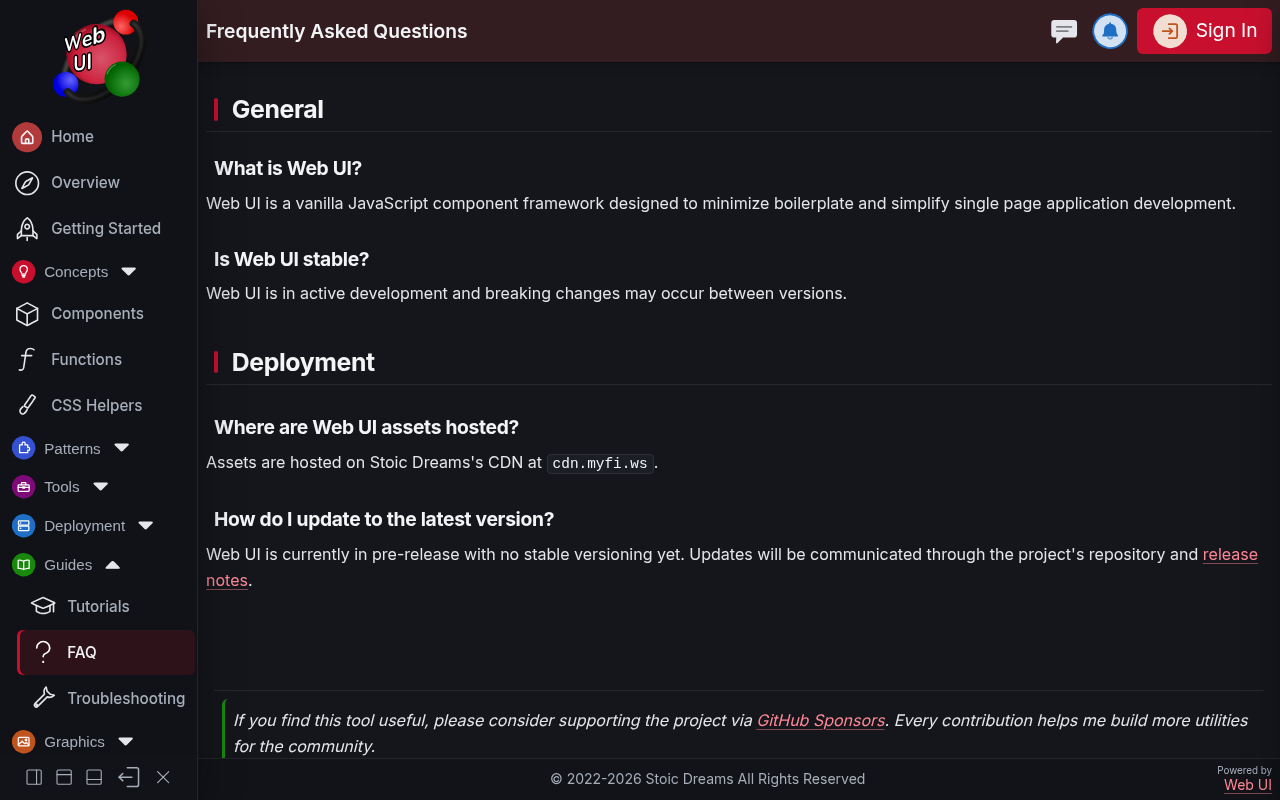 Web
UI
Frequently Asked Questions
Sign In
Home
Overview
Getting Started
Concepts
Components
Functions
CSS Helpers
Patterns
Tools
Deployment
Guides
Tutorials
FAQ
Troubleshooting
Graphics
General
What is Web UI?
Web UI is a vanilla JavaScript component framework designed to minimize boilerplate and simplify single page application development.
Is Web UI stable?
Web UI is in active development and breaking changes may occur between versions.
Deployment
Where are Web UI assets hosted?
Assets are hosted on Stoic Dreams's CDN at cdn.myfi.ws.
How do I update to the latest version?
Web UI is currently in pre-release with no stable versioning yet. Updates will be communicated through the project's repository and release
notes.
If you find this tool useful, please consider supporting the project via GitHub Sponsors. Every contribution helps me build more utilities
for the community.
© 2022-2026 Stoic Dreams All Rights Reserved
Powered by
Web UI